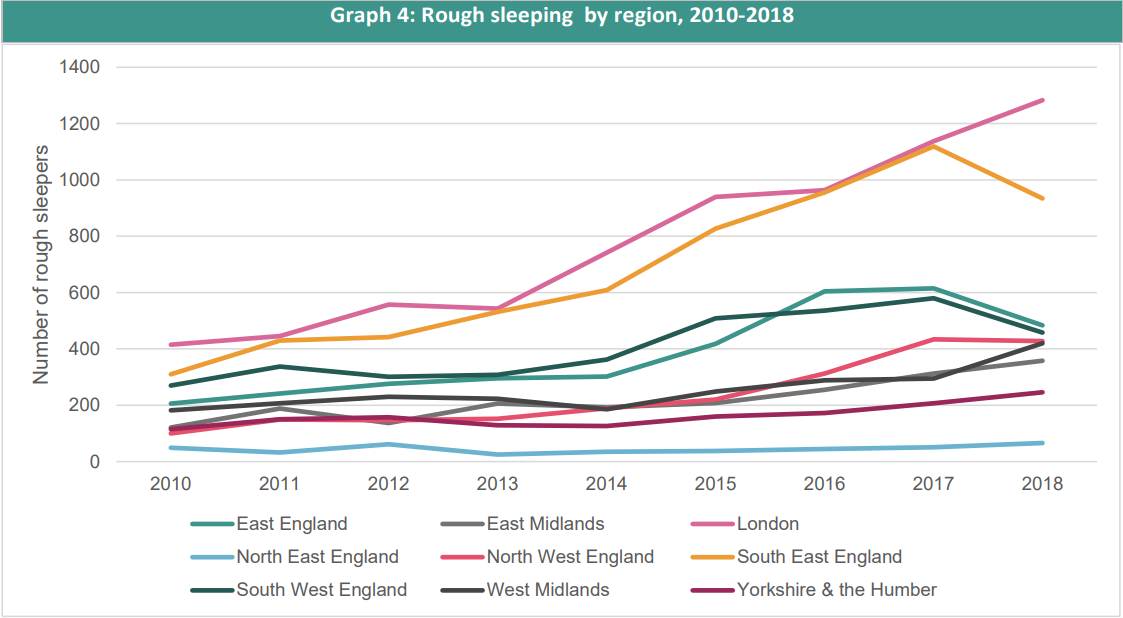 Graph 4: Rough sleeping  by region, 2010-2018
Number of rough sleepers
1400
1200
1000
800
600
400
200
0
2010 2011 2012 2013 2014 2015 2016 2017 2018
East England East Midlands London
North East England North West England South East England
South West England West Midlands Yorkshire & the Humber